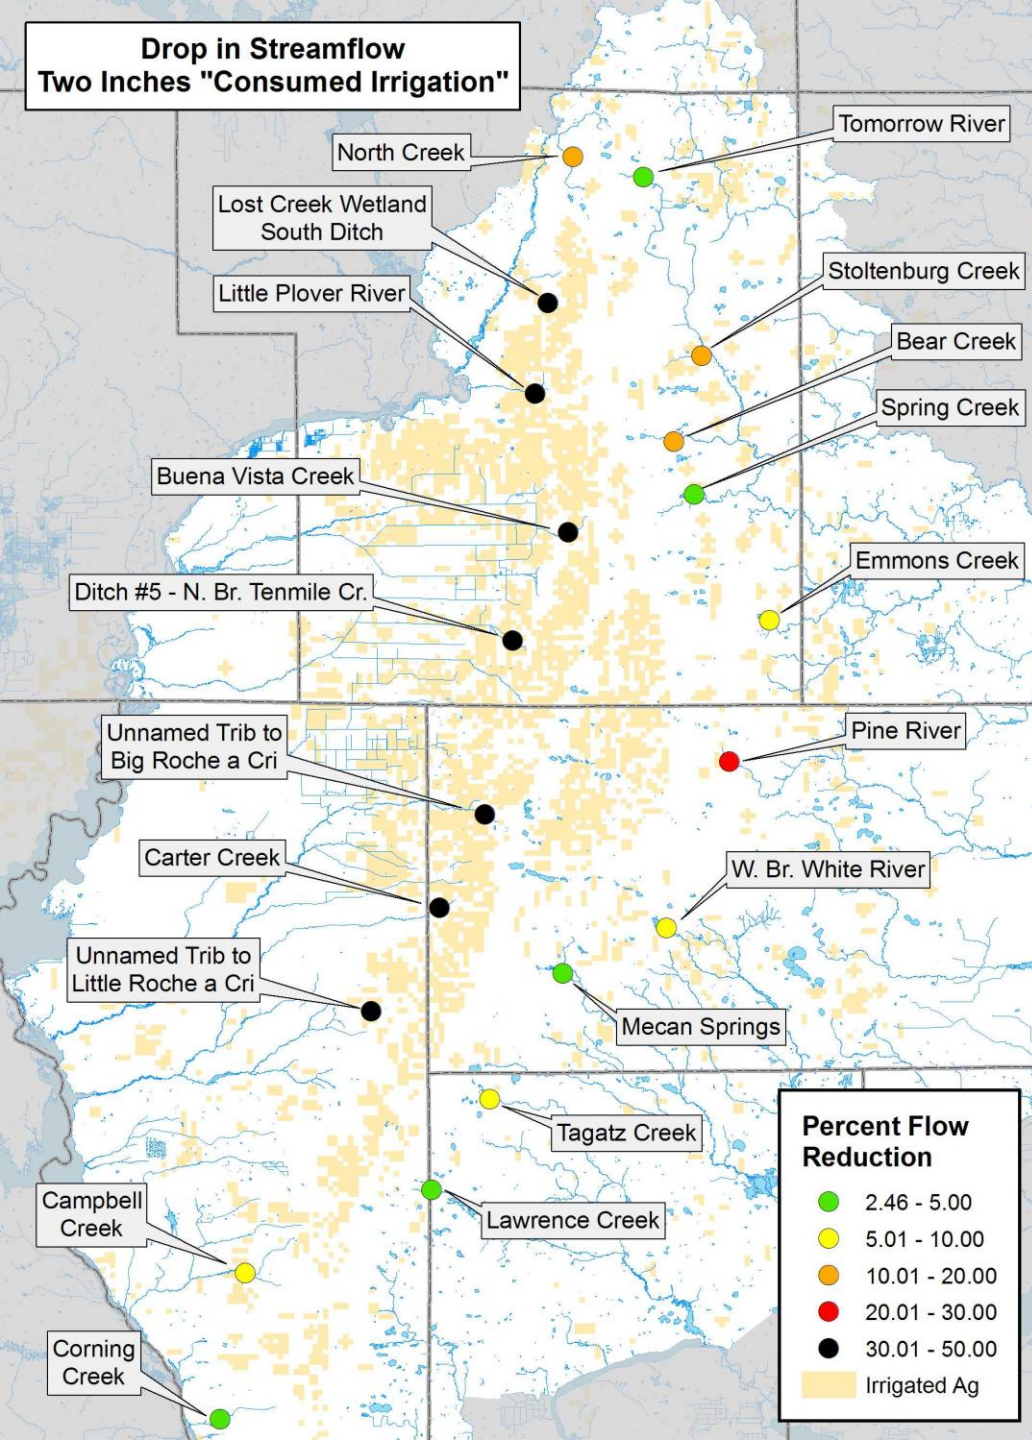 Drop in Streamflow
Two Inches "Consumed Irrigation"
Tomorrow River
North Creek
Lost Creek Wetland
South Ditch
Stoltenburg Creek
Little Plover River
Bear Creek
Spring Creek
Buena Vista Creek
Emmons Creek
Ditch #5 - N. Br. Tenmile Cr.
Unnamed Trib to
Big Roche a Cri
Pine River
Carter Creek
W. Br. White River
Unnamed Trib to
Little Roche a Cri
Mecan Springs
Tagatz Creek
Campbell
Creek
Lawrence Creek
Corning
Creek
Percent Flow
Reduction
2.46 - 5.00
5.01 - 10.00
10.01 - 20.00
20.01 - 30.00
30.01 - 50.00
Irrigated Ag